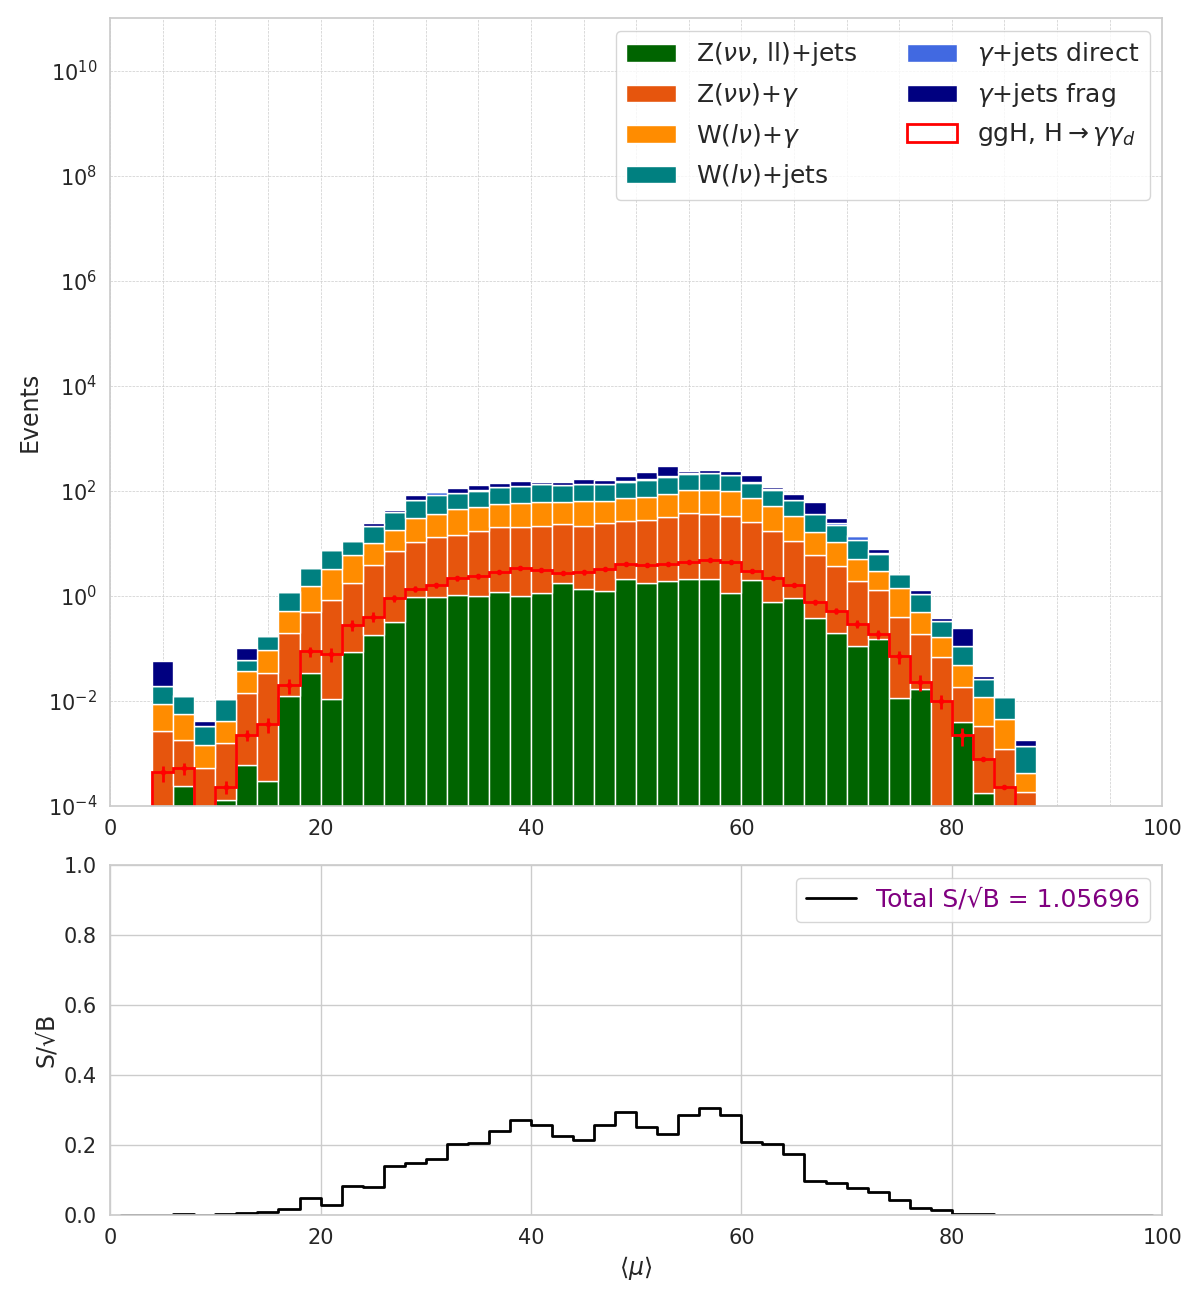 Z(νν, ll)+jets
Z(νν)+γ
W(lν)+γ
W(lν)+jets
γ+jets direct
γ+jets frag
ggH, H→γγ_d
Events
10^10
10^8
10^6
10^4
10^2
10^0
10^−2
10^−4
0 20 40 60 80 100
Total S/√B = 1.05696
S/√B
1.0
0.8
0.6
0.4
0.2
0.0
0 20 40 60 80 100
⟨μ⟩